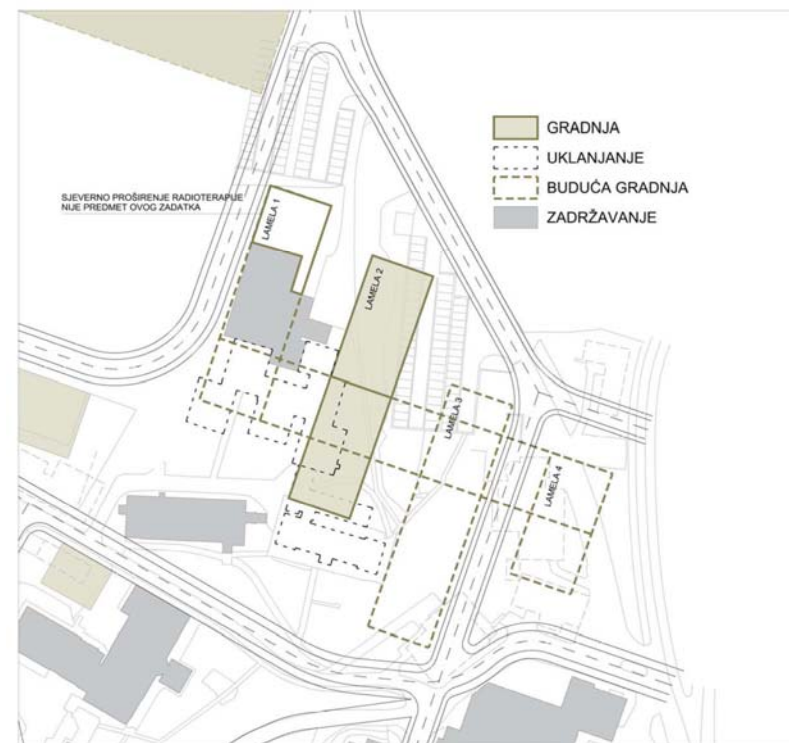 GRADNJA
UKLANJANJE
BUDUĆA GRADNJA
ZADRŽAVANJE
SJEVERNO PROŠIRENJE RADIOTERAPIJE
NIJE PREDMET OVOG ZADATKA
LAMELA 1
LAMELA 2
LAMELA 3
LAMELA 4